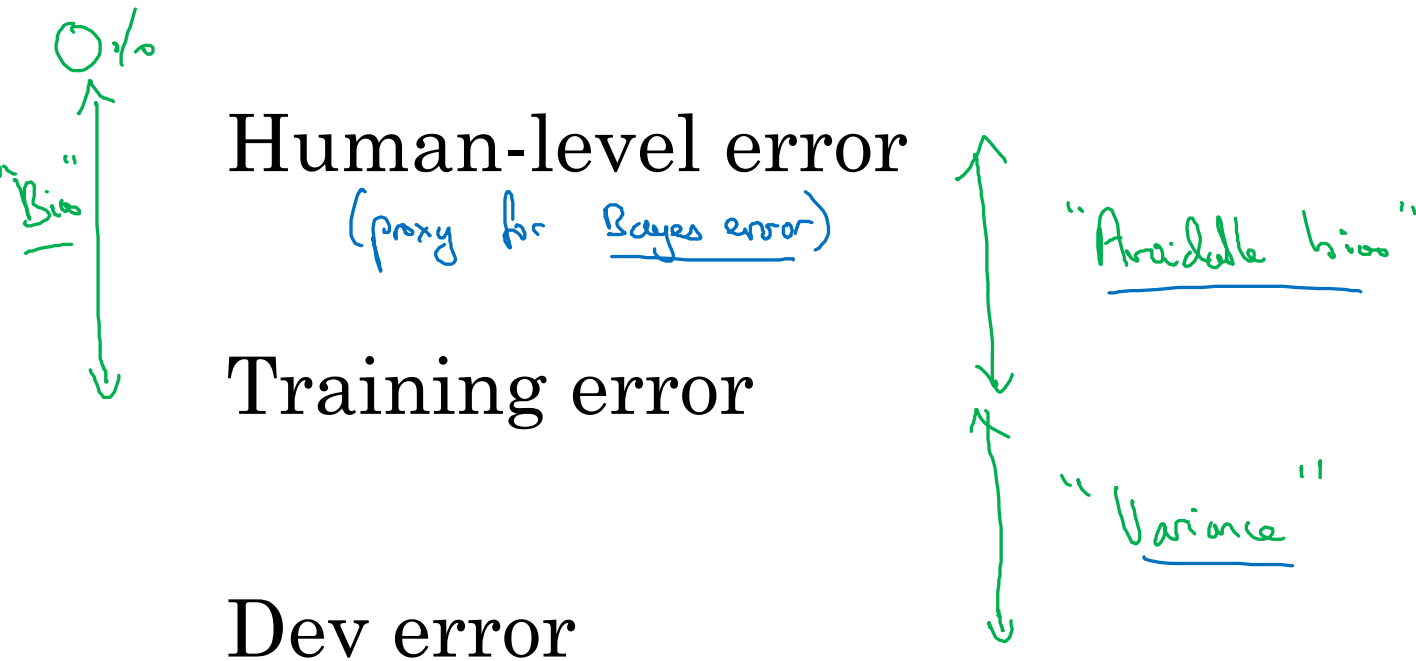 0%
Human-level error
"Bias"
(proxy for Bayes error)
"Avoidable bias"
Training error
"Variance"
Dev error